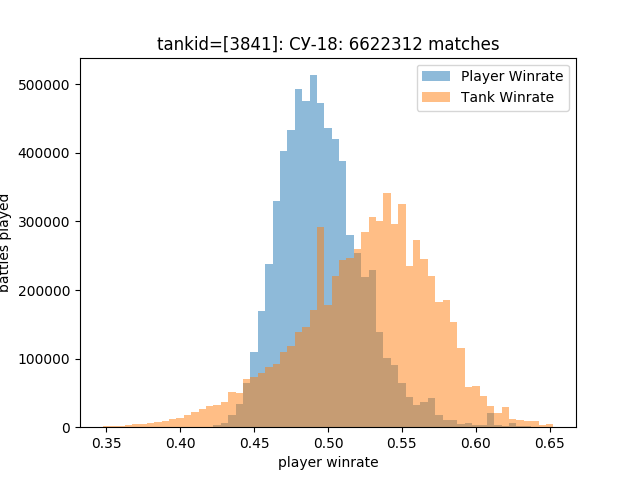 tankid=[3841]: СУ-18: 6622312 matches
Player Winrate
Tank Winrate
500000
400000
300000
200000
100000
0
battles played
0.35 0.40 0.45 0.50 0.55 0.60 0.65
player winrate